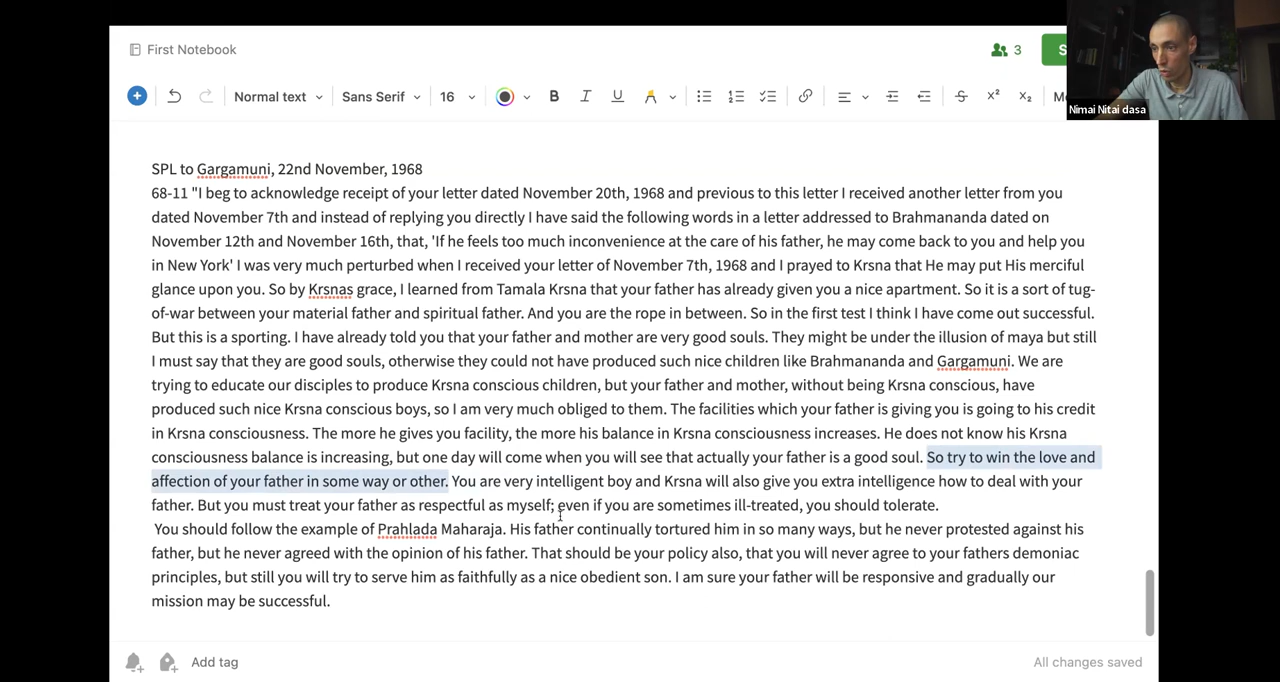 First Notebook
3
S
Normal text
Sans Serif
16
B
I
U
A
S
x²
x₂
Nimai Nitai dasa
SPL to Gargamuni, 22nd November, 1968
68-11 "I beg to acknowledge receipt of your letter dated November 20th, 1968 and previous to this letter I received another letter from you
dated November 7th and instead of replying you directly I have said the following words in a letter addressed to Brahmananda dated on
November 12th and November 16th, that, 'If he feels too much inconvenience at the care of his father, he may come back to you and help you
in New York' I was very much perturbed when I received your letter of November 7th, 1968 and I prayed to Krsna that He may put His merciful
glance upon you. So by Krsnas grace, I learned from Tamala Krsna that your father has already given you a nice apartment. So it is a sort of tug-
of-war between your material father and spiritual father. And you are the rope in between. So in the first test I think I have come out successful.
But this is a sporting. I have already told you that your father and mother are very good souls. They might be under the illusion of maya but still
I must say that they are good souls, otherwise they could not have produced such nice children like Brahmananda and Gargamuni. We are
trying to educate our disciples to produce Krsna conscious children, but your father and mother, without being Krsna conscious, have
produced such nice Krsna conscious boys, so I am very much obliged to them. The facilities which your father is giving you is going to his credit
in Krsna consciousness. The more he gives you facility, the more his balance in Krsna consciousness increases. He does not know his Krsna
consciousness balance is increasing, but one day will come when you will see that actually your father is a good soul. So try to win the love and
affection of your father in some way or other. You are very intelligent boy and Krsna will also give you extra intelligence how to deal with your
father. But you must treat your father as respectful as myself; even if you are sometimes ill-treated, you should tolerate.
You should follow the example of Prahlada Maharaja. His father continually tortured him in so many ways, but he never protested against his
father, but he never agreed with the opinion of his father. That should be your policy also, that you will never agree to your fathers demoniac
principles, but still you will try to serve him as faithfully as a nice obedient son. I am sure your father will be responsive and gradually our
mission may be successful.
Add tag
All changes saved